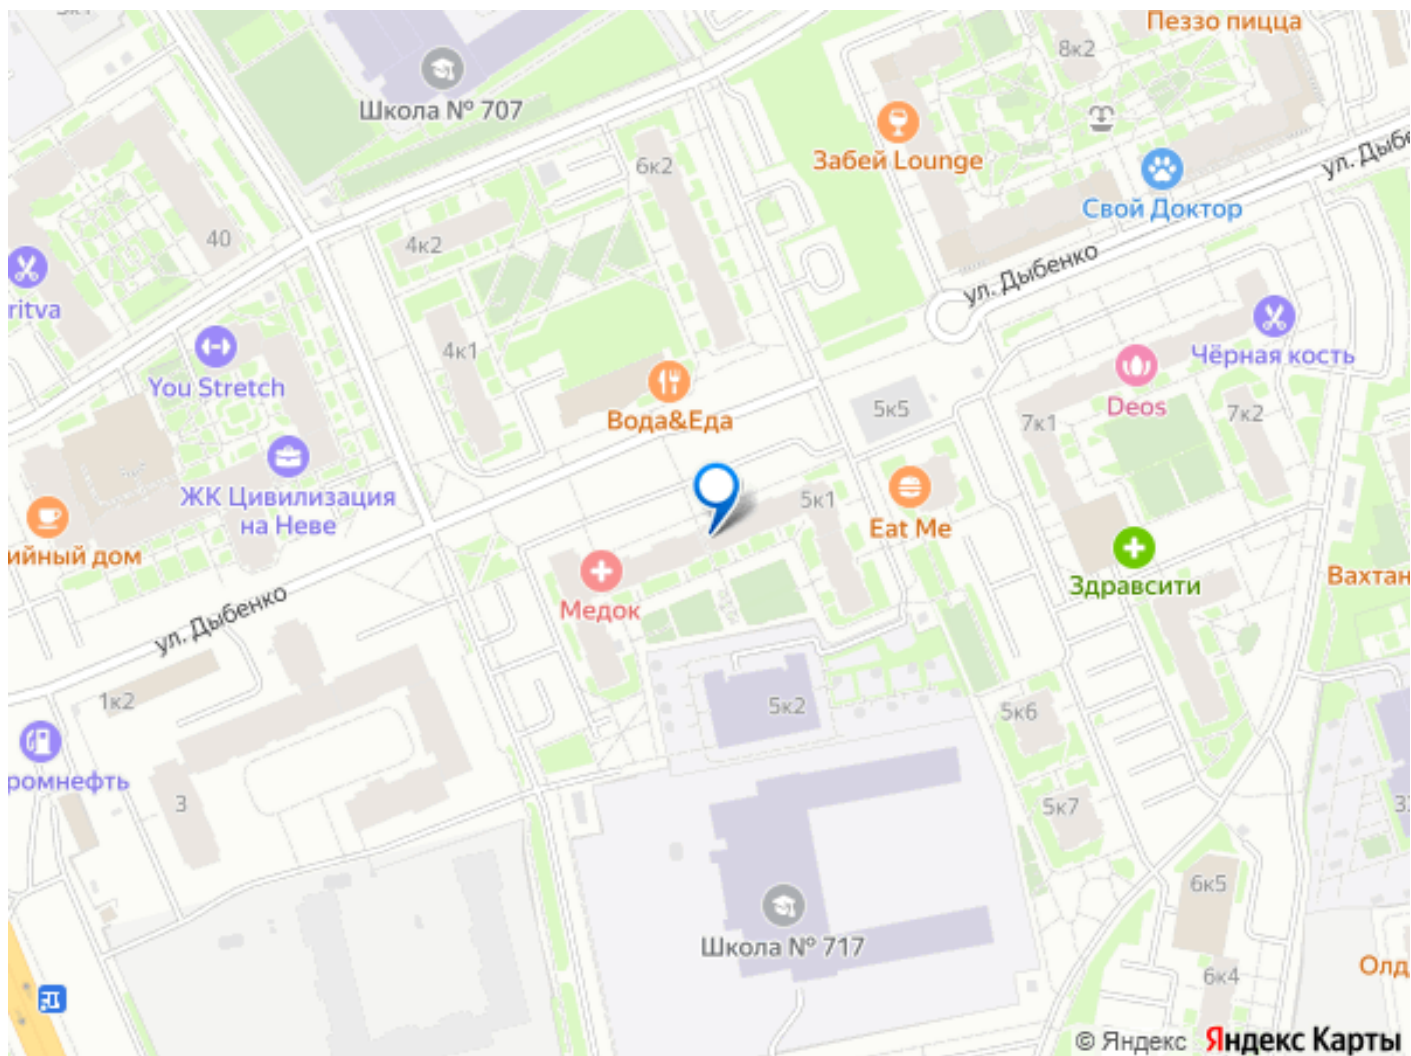 Пеззо пицца
8к2
Школа № 707
Забей Lounge
ул. Дыбе
6к2
Свой Доктор
40
4к2
ул. Дыбенко
ritva
4к1
Чёрная кость
You Stretch
Deos
5к5
7к1
7к2
Вода&Еда
ЖК Цивилизация
на Неве
5к1
Eat Me
ийный дом
Здравсити
Вахтан
Медок
ул. Дыбенко
1к2
5к2
5к6
ромнефть
3
5к7
6к5
Школа № 717
6к4
Олд
© Яндекс Яндекс Карты